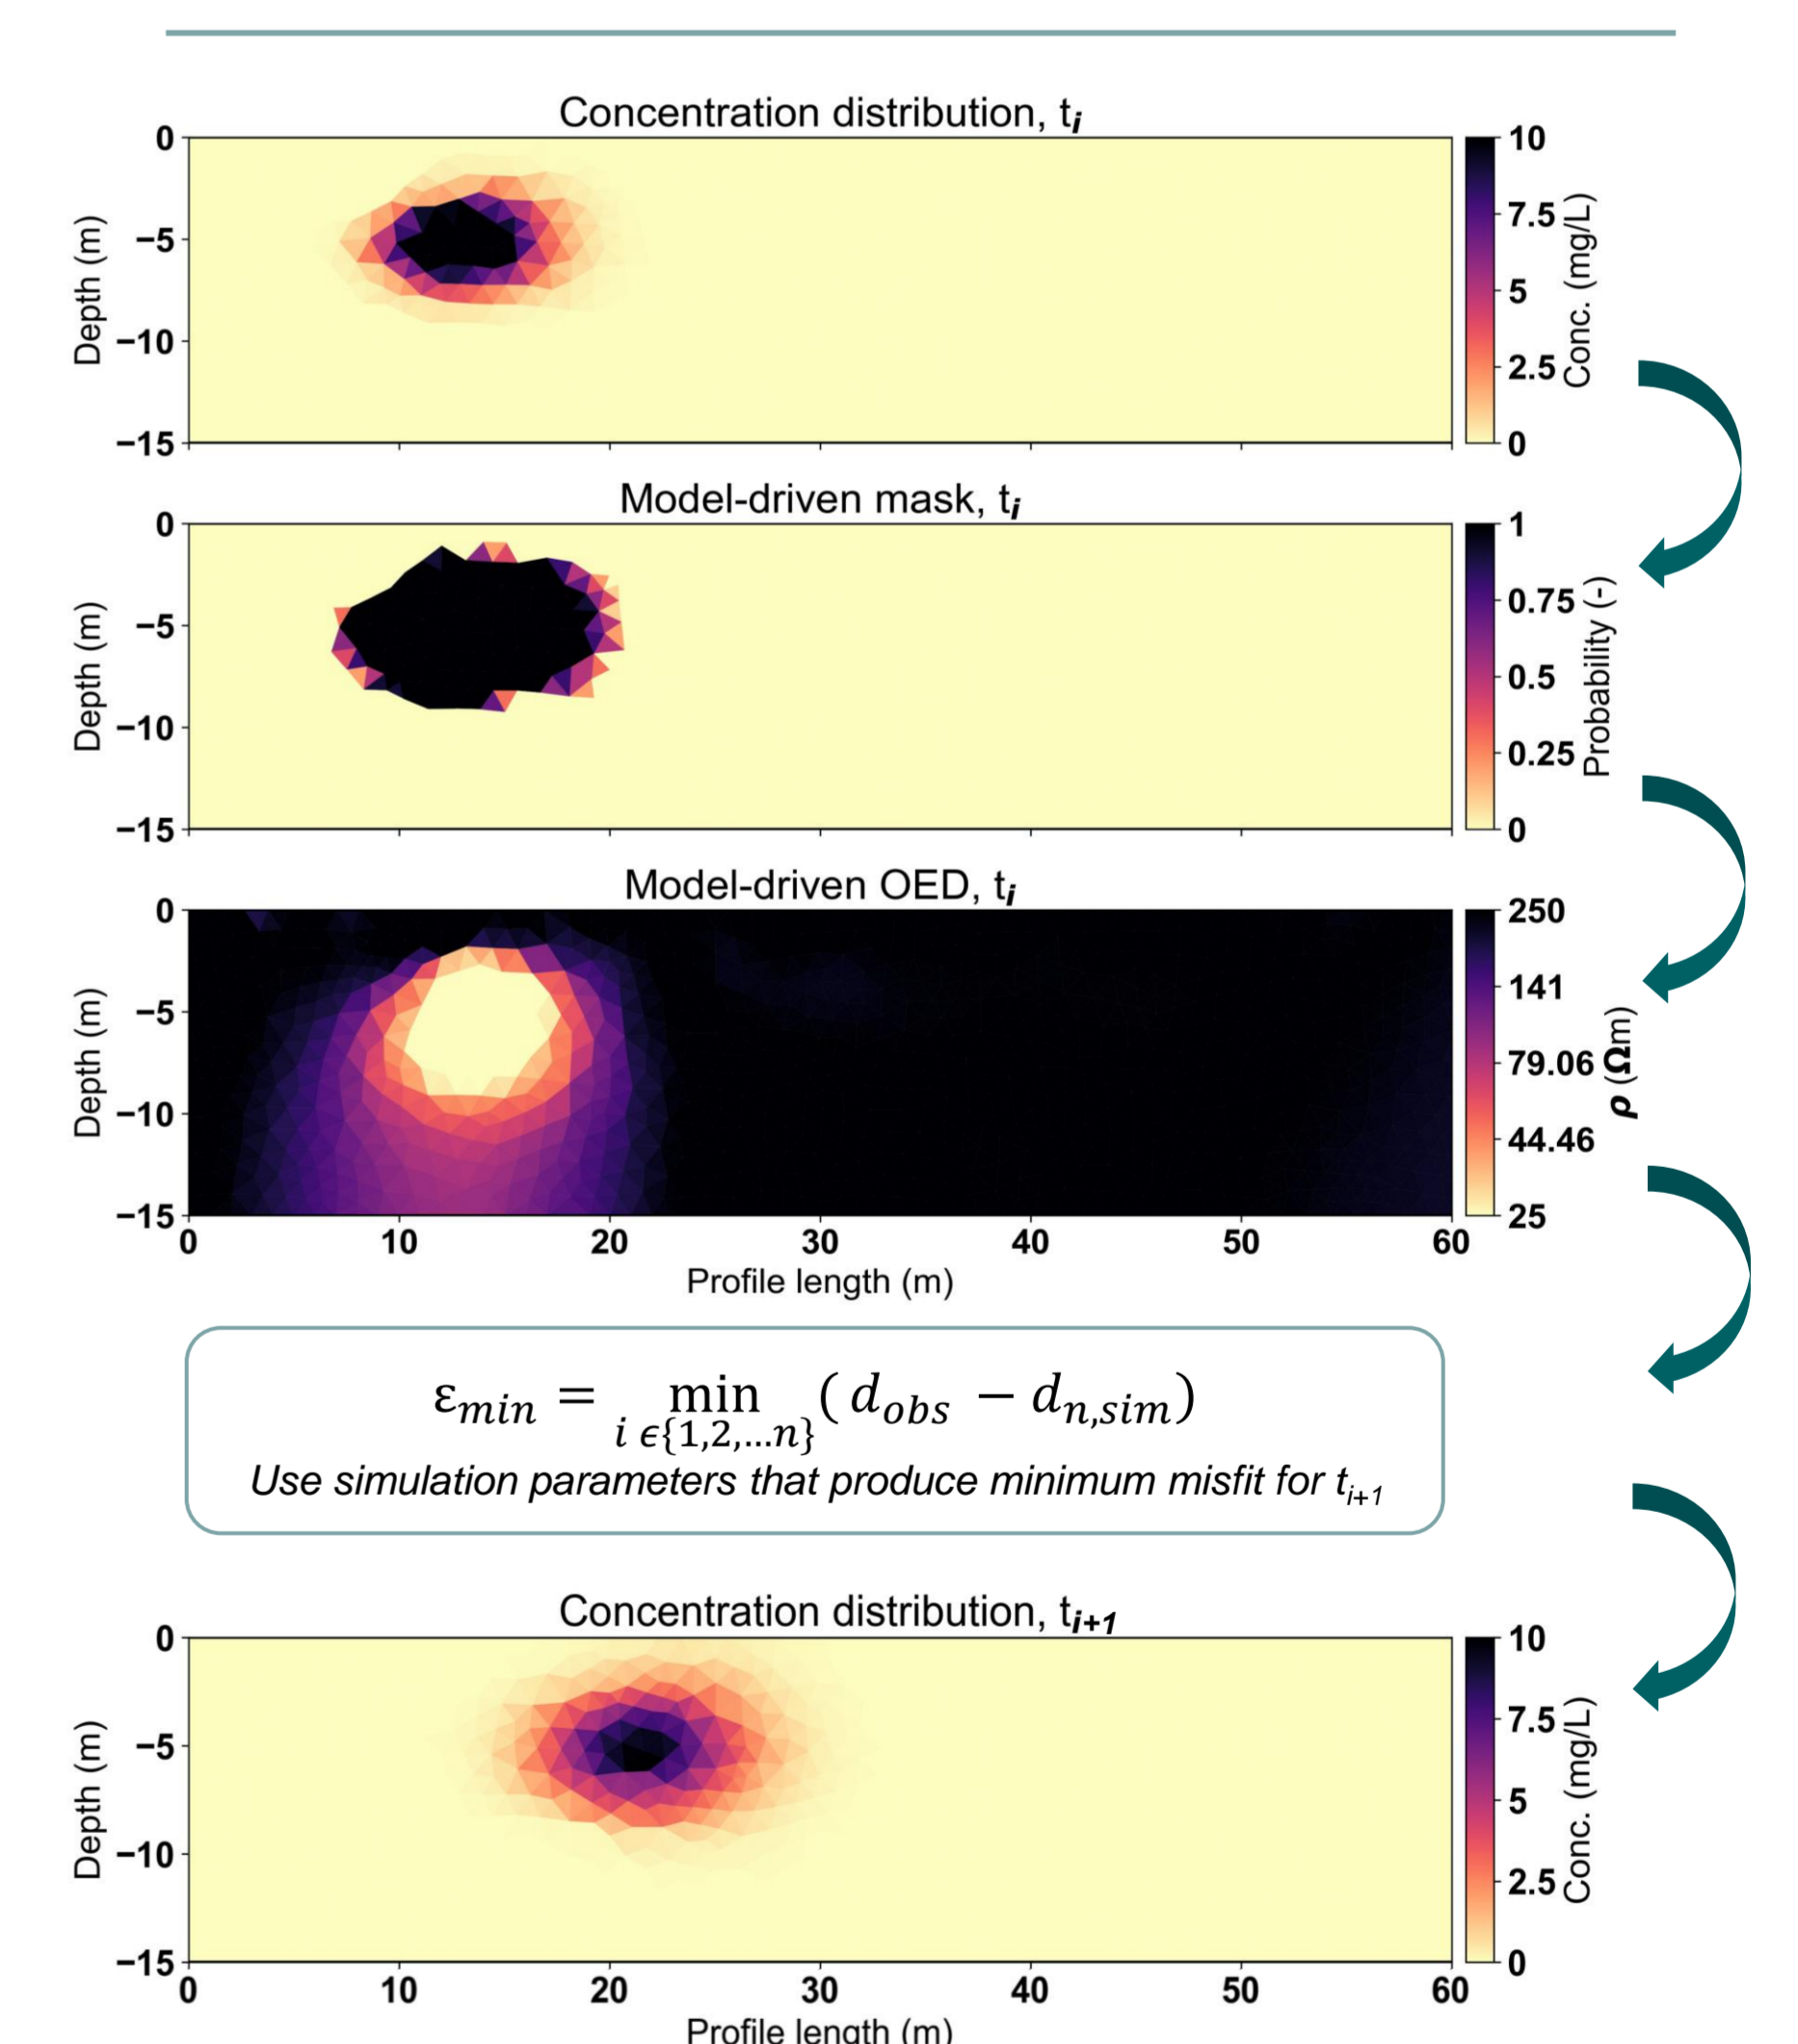 Concentration distribution, tᵢ
0
−5
−10
−15
Depth (m)
10
7.5
5
2.5
0
Conc. (mg/L)
Model-driven mask, tᵢ
0
−5
−10
−15
Depth (m)
1
0.75
0.5
0.25
0
Probability (-)
Model-driven OED, tᵢ
0
−5
−10
−15
Depth (m)
250
141
79.06
44.46
25
ρ (Ωm)
0 10 20 30 40 50 60
Profile length (m)
ε_min = min ( d_obs − d_n,sim)
i ϵ{1,2,...n}
Use simulation parameters that produce minimum misfit for tᵢ₊₁
Concentration distribution, tᵢ₊₁
0
−5
−10
−15
Depth (m)
10
7.5
5
2.5
0
Conc. (mg/L)
0 10 20 30 40 50 60
Profile length (m)